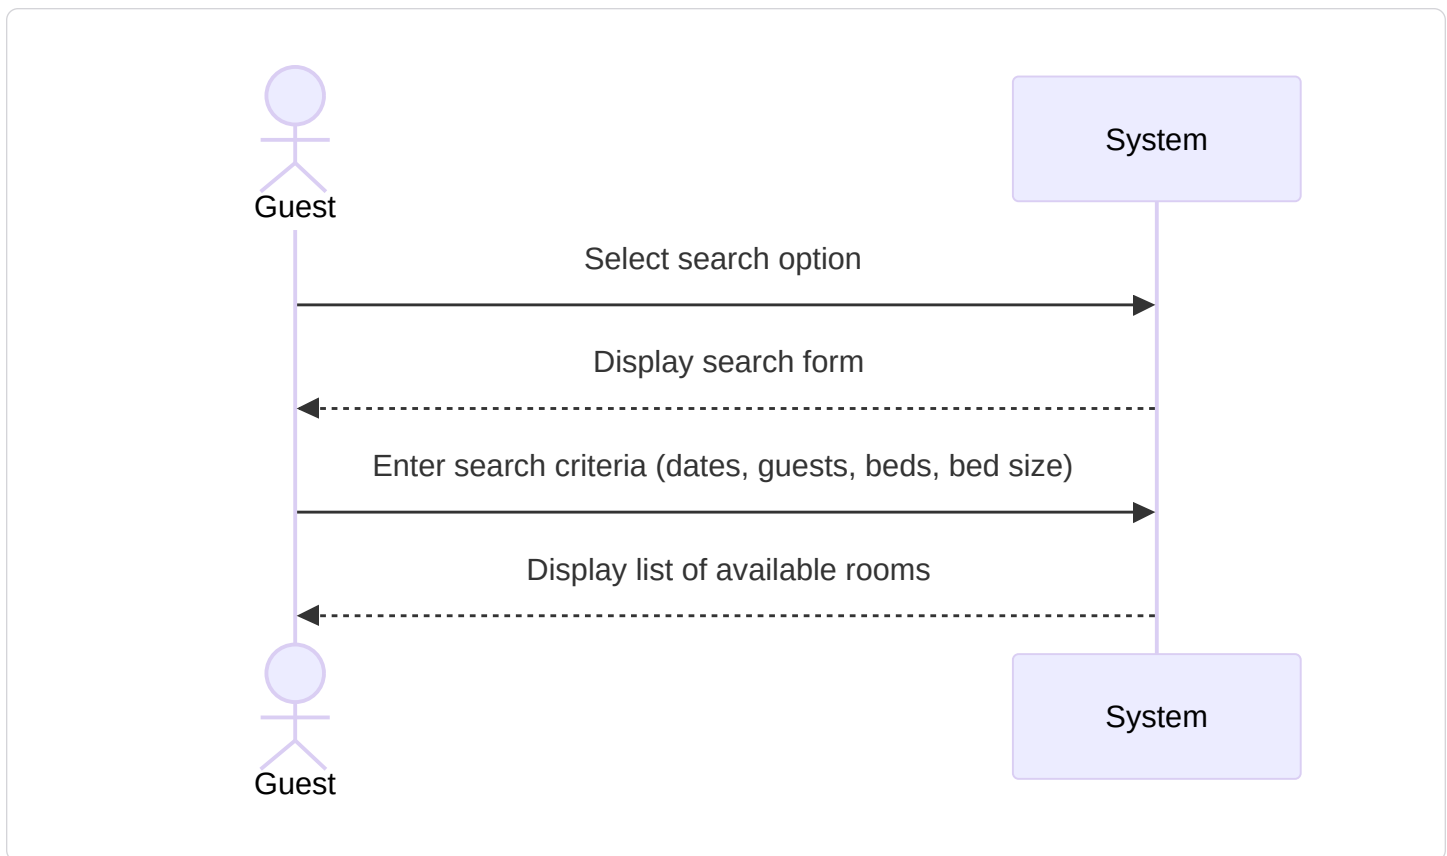 System
Guest
Select search option
Display search form
Enter search criteria (dates, guests, beds, bed size)
Display list of available rooms
System
Guest